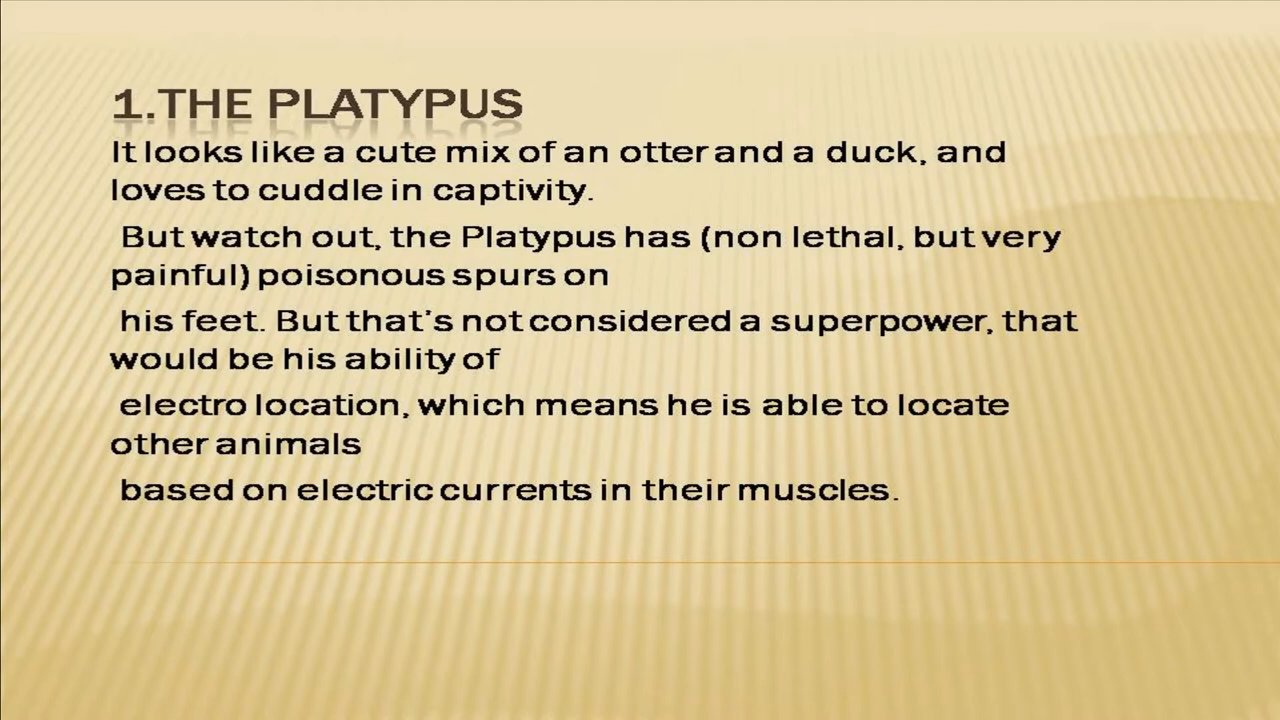 1.THE PLATYPUS
It looks like a cute mix of an otter and a duck, and
loves to cuddle in captivity.
But watch out, the Platypus has (non lethal, but very
painful) poisonous spurs on
his feet. But that's not considered a superpower, that
would be his ability of
electro location, which means he is able to locate
other animals
based on electric currents in their muscles.